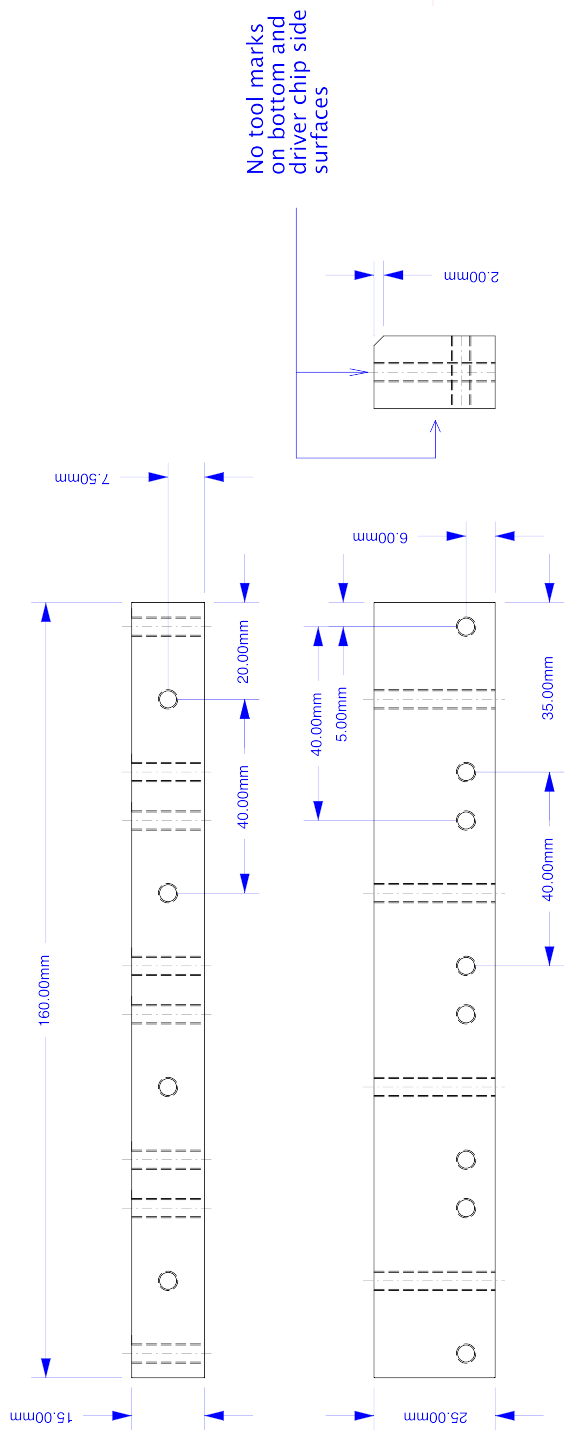 No tool marks
on bottom and
driver chip side
surfaces
2.00mm
7.50mm
6.00mm
20.00mm
40.00mm
5.00mm
35.00mm
40.00mm
40.00mm
160.00mm
15.00mm
25.00mm